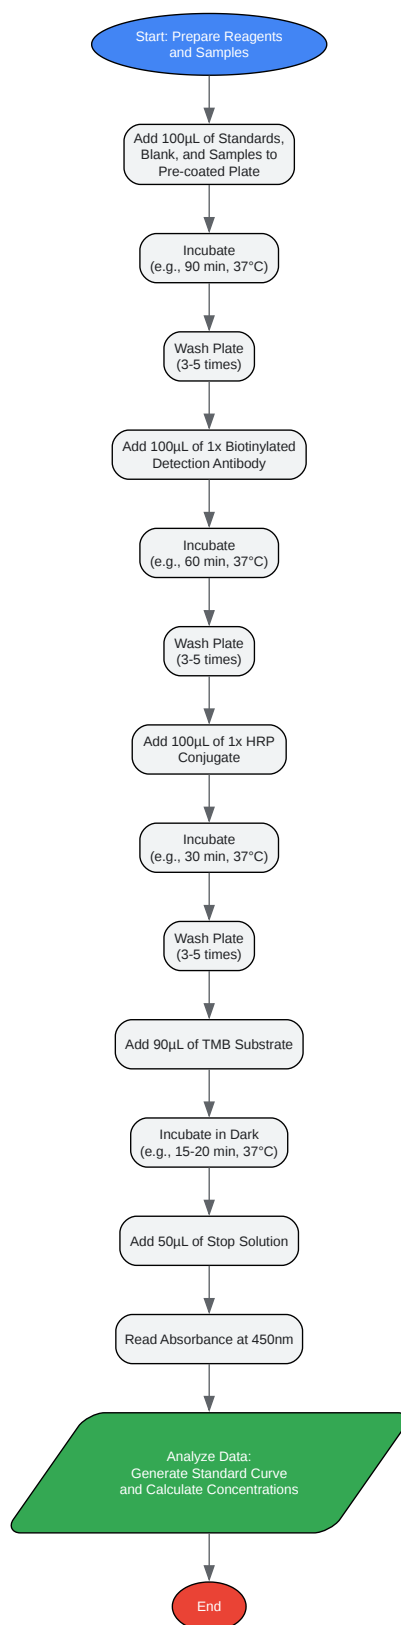 Start: Prepare Reagents
and Samples
Add 100µL of Standards,
Blank, and Samples to
Pre-coated Plate
Incubate
(e.g., 90 min, 37°C)
Wash Plate
(3-5 times)
Add 100µL of 1x Biotinylated
Detection Antibody
Incubate
(e.g., 60 min, 37°C)
Wash Plate
(3-5 times)
Add 100µL of 1x HRP
Conjugate
Incubate
(e.g., 30 min, 37°C)
Wash Plate
(3-5 times)
Add 90µL of TMB Substrate
Incubate in Dark
(e.g., 15-20 min, 37°C)
Add 50µL of Stop Solution
Read Absorbance at 450nm
Analyze Data:
Generate Standard Curve
and Calculate Concentrations
End